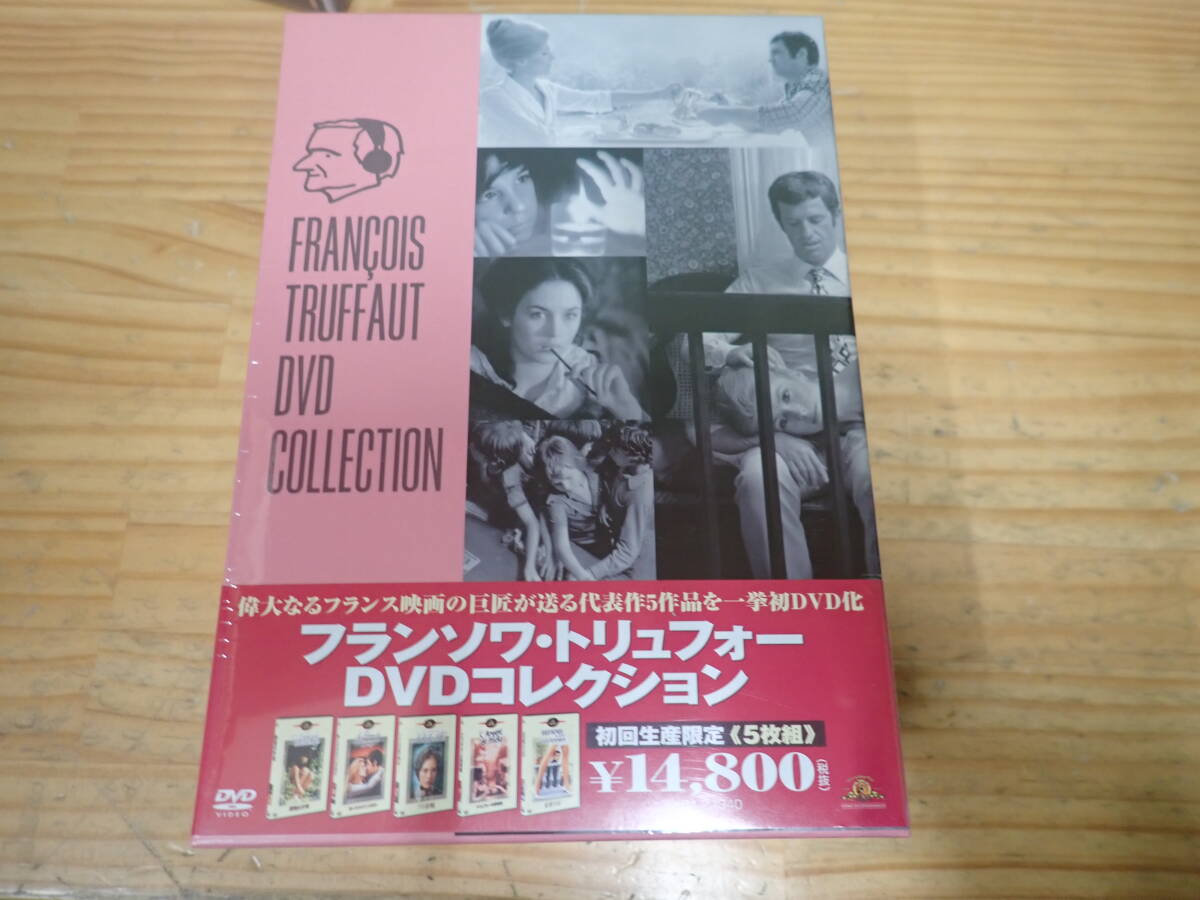 FRANÇOIS
TRUFFAUT
DVD
COLLECTION
偉大なるフランス映画の巨匠が送る代表作5作品を一挙初DVD化
フランソワ・トリュフォー
DVDコレクション
初回生産限定《5枚組》
¥14,800(税抜)
DVD
VIDEO